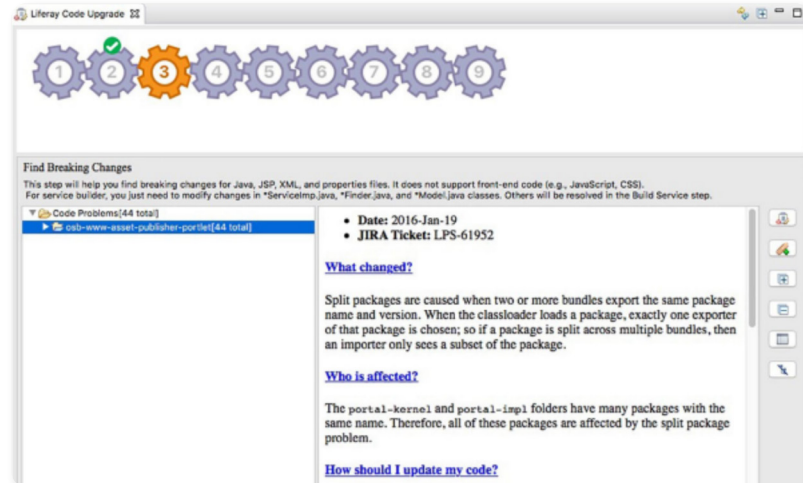 Liferay Code Upgrade
1 2 3 4 5 6 7 8 9
Find Breaking Changes
This step will help you find breaking changes for Java, JSP, XML, and properties files. It does not support front-end code (e.g., JavaScript, CSS).
For service builder, you just need to modify changes in *ServiceImp.java, *Finder.java, and *Model.java classes. Others will be resolved in the Build Service step.
Code Problems[44 total]
osb-www-asset-publisher-portlet[44 total]
• Date: 2016-Jan-19
• JIRA Ticket: LPS-61952
What changed?
Split packages are caused when two or more bundles export the same package
name and version. When the classloader loads a package, exactly one exporter
of that package is chosen; so if a package is split across multiple bundles, then
an importer only sees a subset of the package.
Who is affected?
The portal-kernel and portal-impl folders have many packages with the
same name. Therefore, all of these packages are affected by the split package
problem.
How should I update my code?